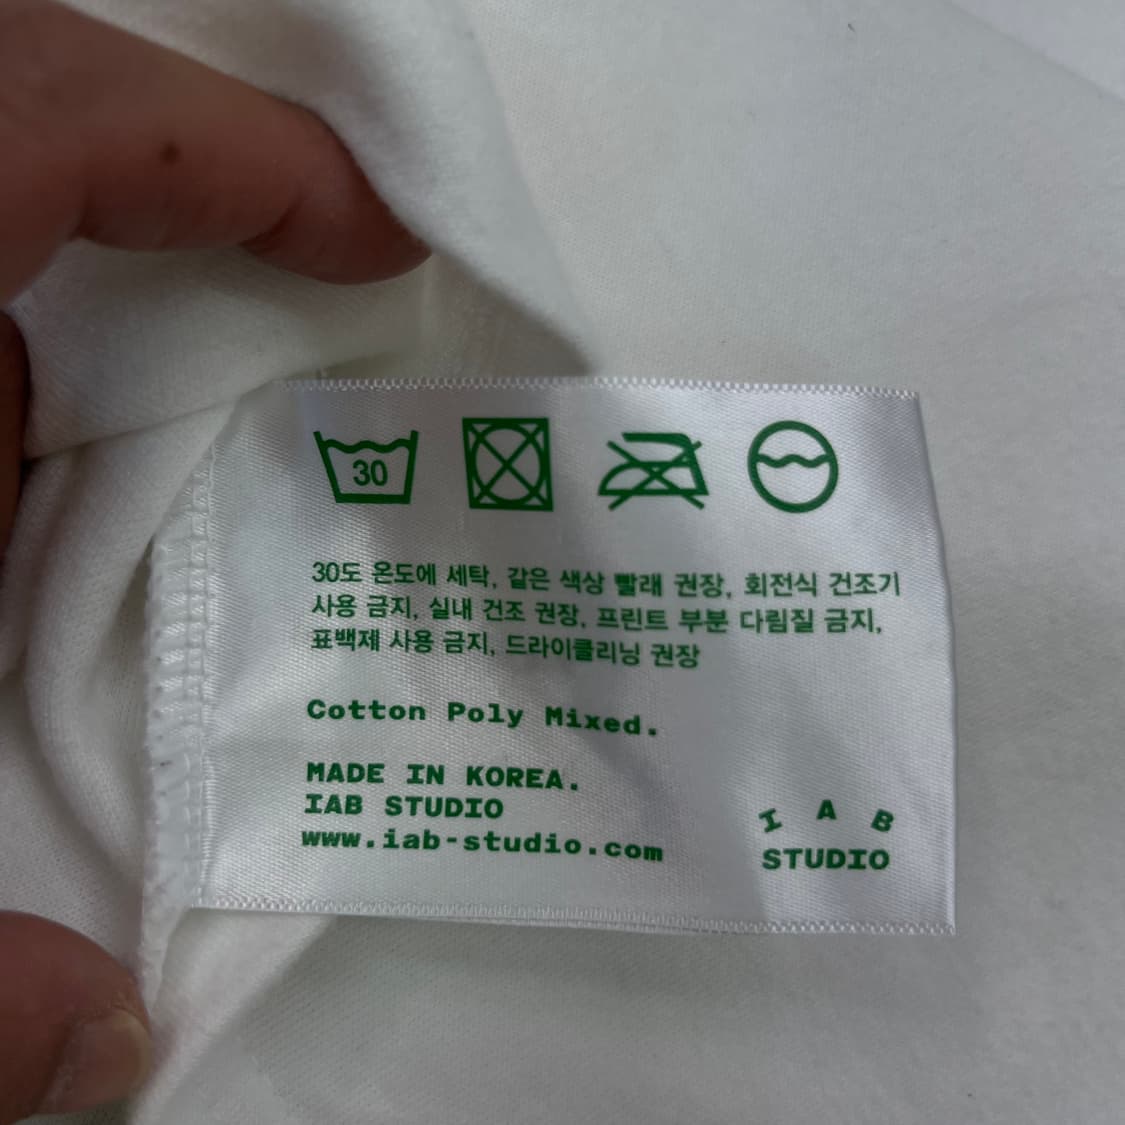 30
30도 온도에 세탁, 같은 색상 빨래 권장, 회전식 건조기
사용 금지, 실내 건조 권장, 프린트 부분 다림질 금지,
표백제 사용 금지, 드라이클리닝 권장
Cotton Poly Mixed.
MADE IN KOREA.
IAB STUDIO
www.iab-studio.com
I A B
STUDIO